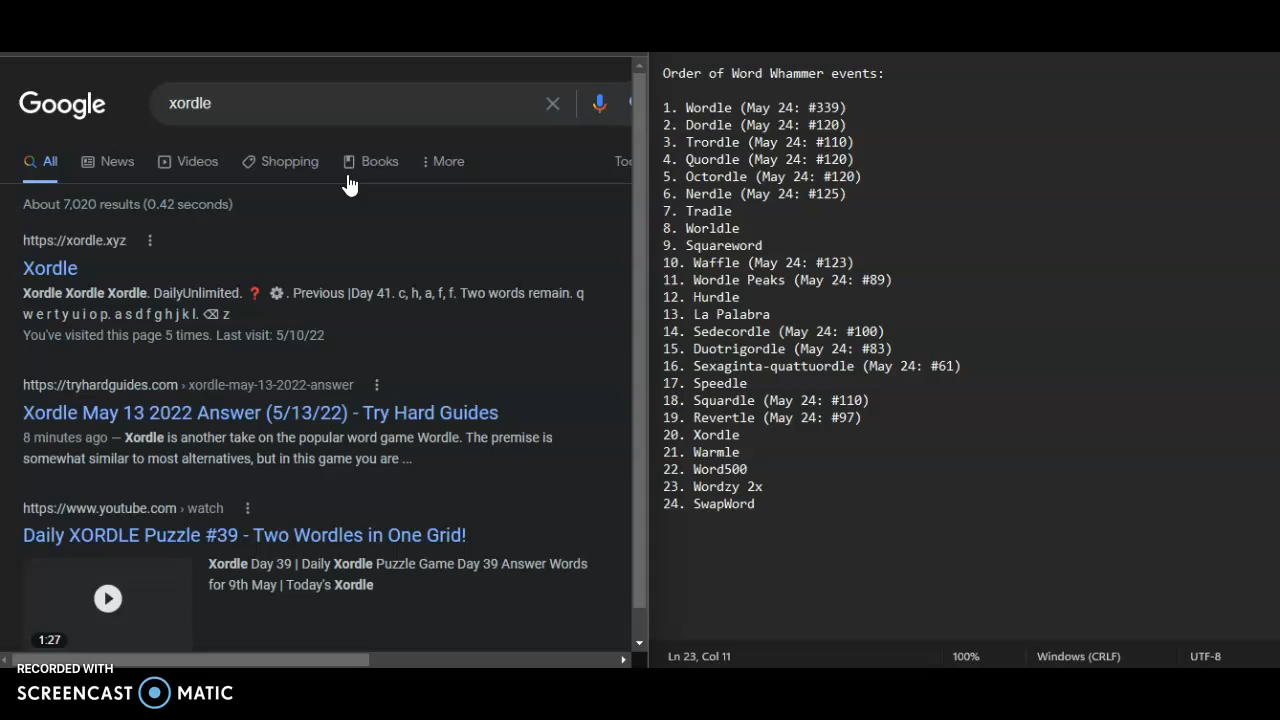 Google
xordle
All
News
Videos
Shopping
Books
More
Too
About 7,020 results (0.42 seconds)
https://xordle.xyz
Xordle
Xordle Xordle Xordle. DailyUnlimited. ❓ ⚙. Previous |Day 41. c, h, a, f, f. Two words remain. q
w e r t y u i o p. a s d f g h j k l. ⌫ z
You've visited this page 5 times. Last visit: 5/10/22
https://tryhardguides.com › xordle-may-13-2022-answer
Xordle May 13 2022 Answer (5/13/22) - Try Hard Guides
8 minutes ago — Xordle is another take on the popular word game Wordle. The premise is
somewhat similar to most alternatives, but in this game you are ...
https://www.youtube.com › watch
Daily XORDLE Puzzle #39 - Two Wordles in One Grid!
Xordle Day 39 | Daily Xordle Puzzle Game Day 39 Answer Words
for 9th May | Today's Xordle
1:27
Order of Word Whammer events:
1. Wordle (May 24: #339)
2. Dordle (May 24: #120)
3. Trordle (May 24: #110)
4. Quordle (May 24: #120)
5. Octordle (May 24: #120)
6. Nerdle (May 24: #125)
7. Tradle
8. Worldle
9. Squareword
10. Waffle (May 24: #123)
11. Wordle Peaks (May 24: #89)
12. Hurdle
13. La Palabra
14. Sedecordle (May 24: #100)
15. Duotrigordle (May 24: #83)
16. Sexaginta-quattuordle (May 24: #61)
17. Speedle
18. Squardle (May 24: #110)
19. Revertle (May 24: #97)
20. Xordle
21. Warmle
22. Word500
23. Wordzy 2x
24. SwapWord
Ln 23, Col 11
100%
Windows (CRLF)
UTF-8
RECORDED WITH
SCREENCAST MATIC